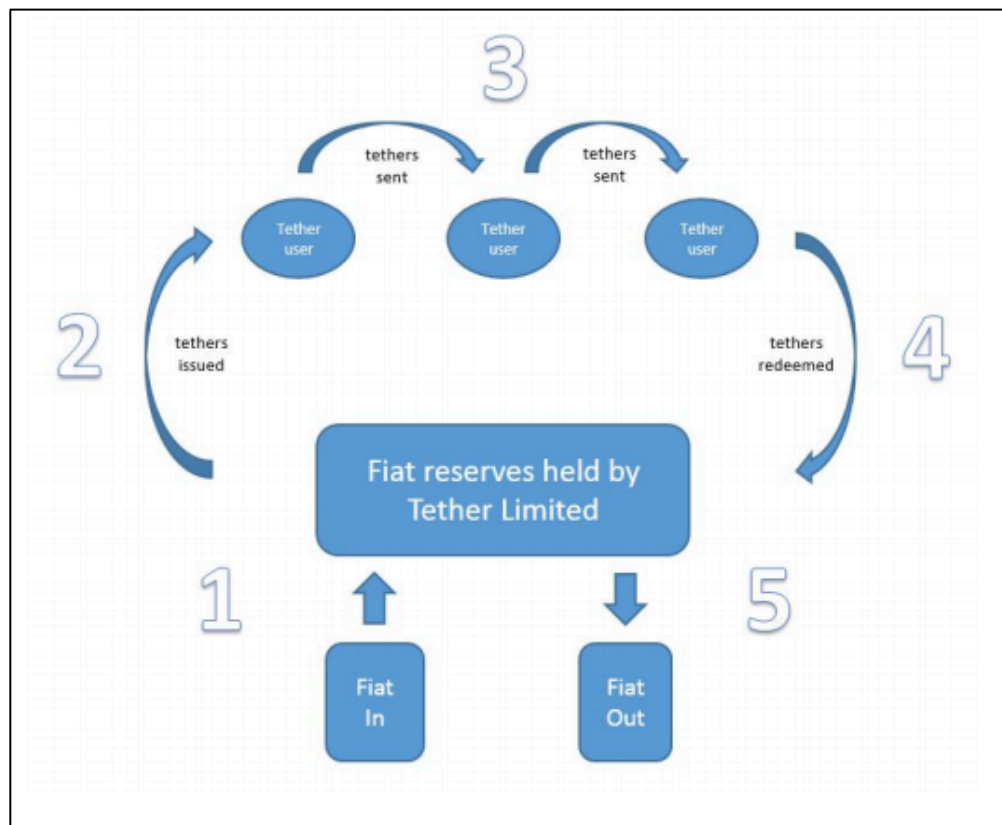 3
tethers
sent
tethers
sent
Tether
user
Tether
user
Tether
user
2
tethers
issued
tethers
redeemed
4
Fiat reserves held by
Tether Limited
1
5
Fiat
In
Fiat
Out